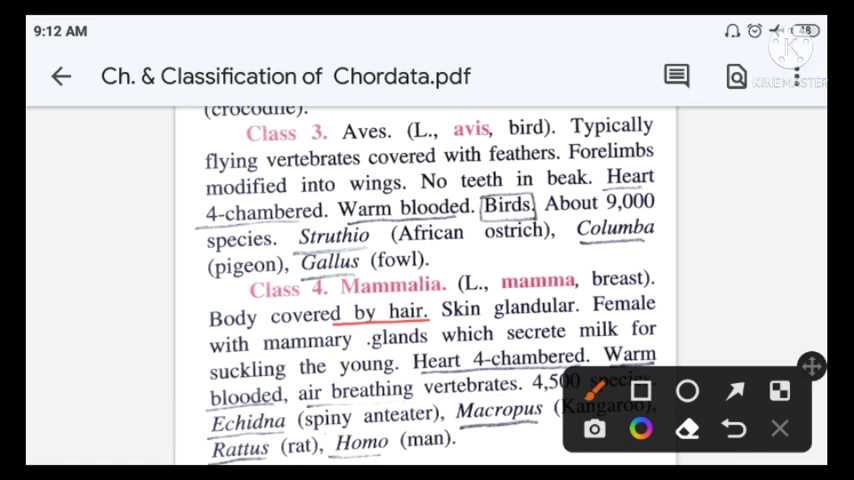 9:12 AM
48
Ch. & Classification of Chordata.pdf
K
KINEMASTER
(crocodile).
Class 3. Aves. (L., avis, bird). Typically
flying vertebrates covered with feathers. Forelimbs
modified into wings. No teeth in beak. Heart
4-chambered. Warm blooded. Birds. About 9,000
species. Struthio (African ostrich), Columba
(pigeon), Gallus (fowl).
Class 4. Mammalia. (L., mamma, breast).
Body covered by hair. Skin glandular. Female
with mammary .glands which secrete milk for
suckling the young. Heart 4-chambered. Warm
blooded, air breathing vertebrates. 4,500 species.
Echidna (spiny anteater), Macropus (Kangaroo),
Rattus (rat), Homo (man).